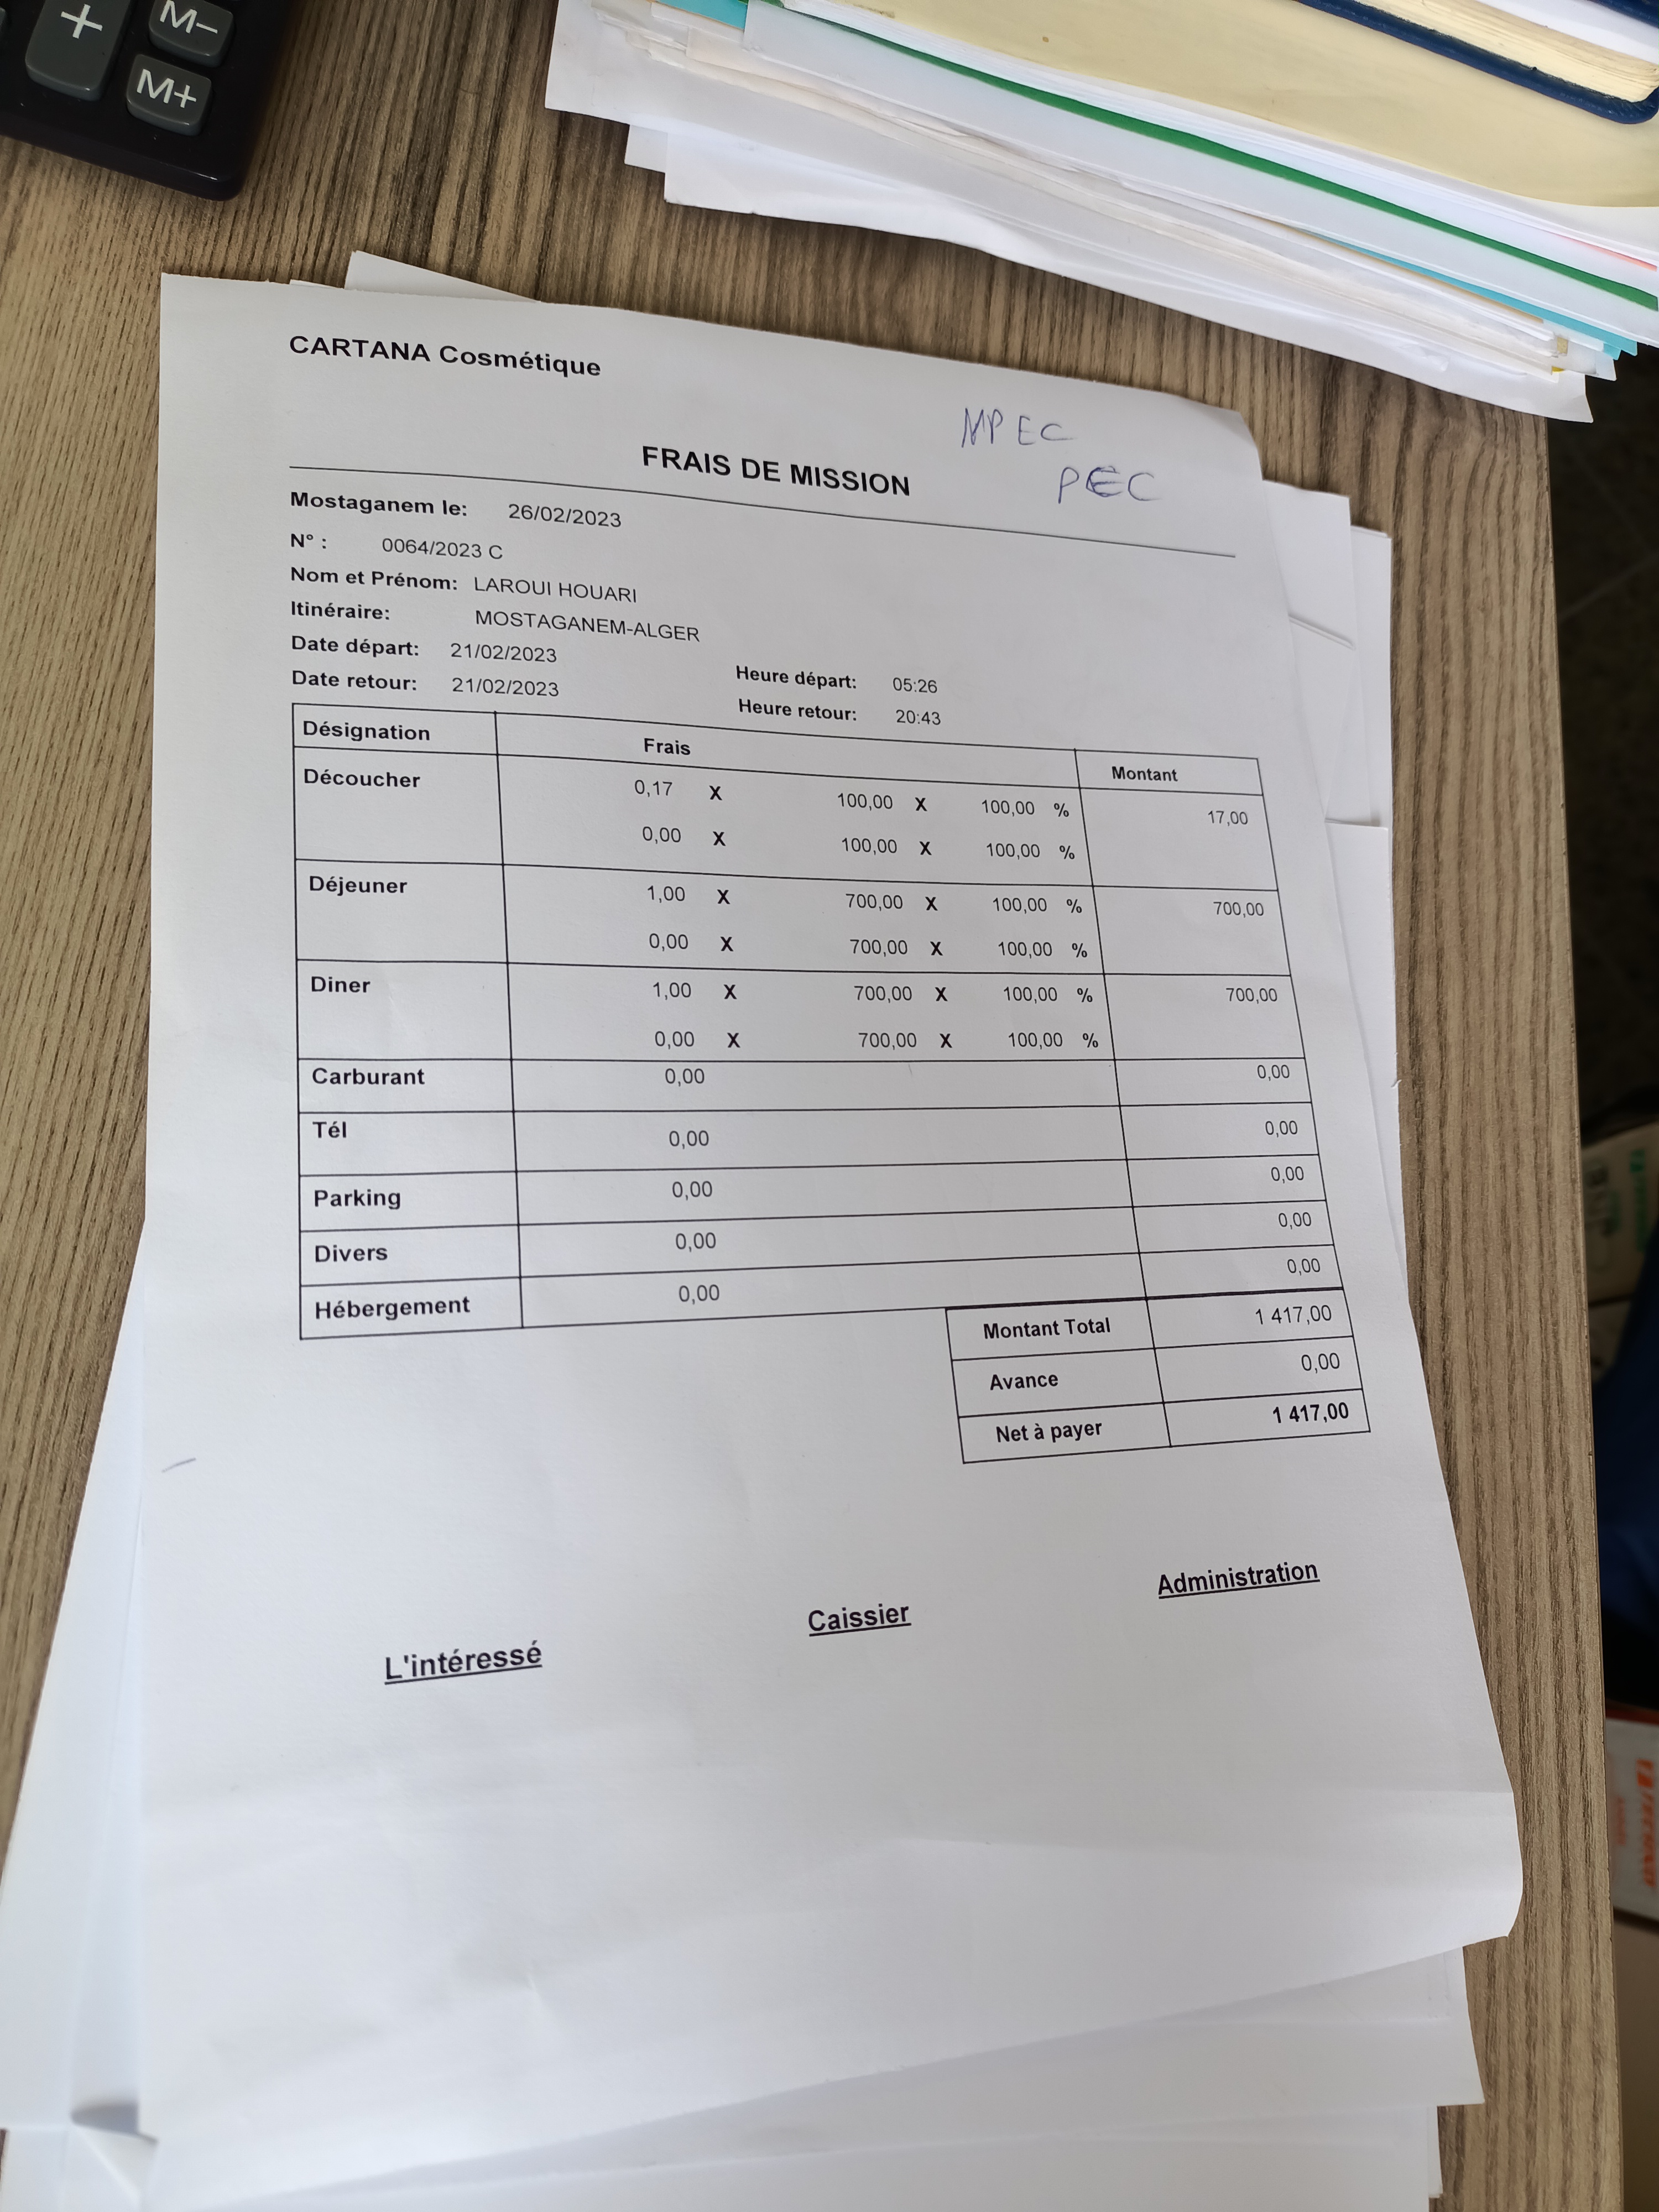 + M−
M+
CARTANA Cosmétique
MPEC
PEC
FRAIS DE MISSION
Mostaganem le: 26/02/2023
N° : 0064/2023 C
Nom et Prénom: LAROUI HOUARI
Itinéraire: MOSTAGANEM-ALGER
Date départ: 21/02/2023 Heure départ: 05:26
Date retour: 21/02/2023 Heure retour: 20:43
Désignation Frais Montant
Découcher 0,17 X 100,00 X 100,00 % 17,00
0,00 X 100,00 X 100,00 %
Déjeuner 1,00 X 700,00 X 100,00 % 700,00
0,00 X 700,00 X 100,00 %
Diner 1,00 X 700,00 X 100,00 % 700,00
0,00 X 700,00 X 100,00 %
Carburant 0,00 0,00
Tél 0,00 0,00
Parking 0,00 0,00
Divers 0,00 0,00
Hébergement 0,00 0,00
Montant Total 1 417,00
Avance 0,00
Net à payer 1 417,00
L'intéressé Caissier Administration